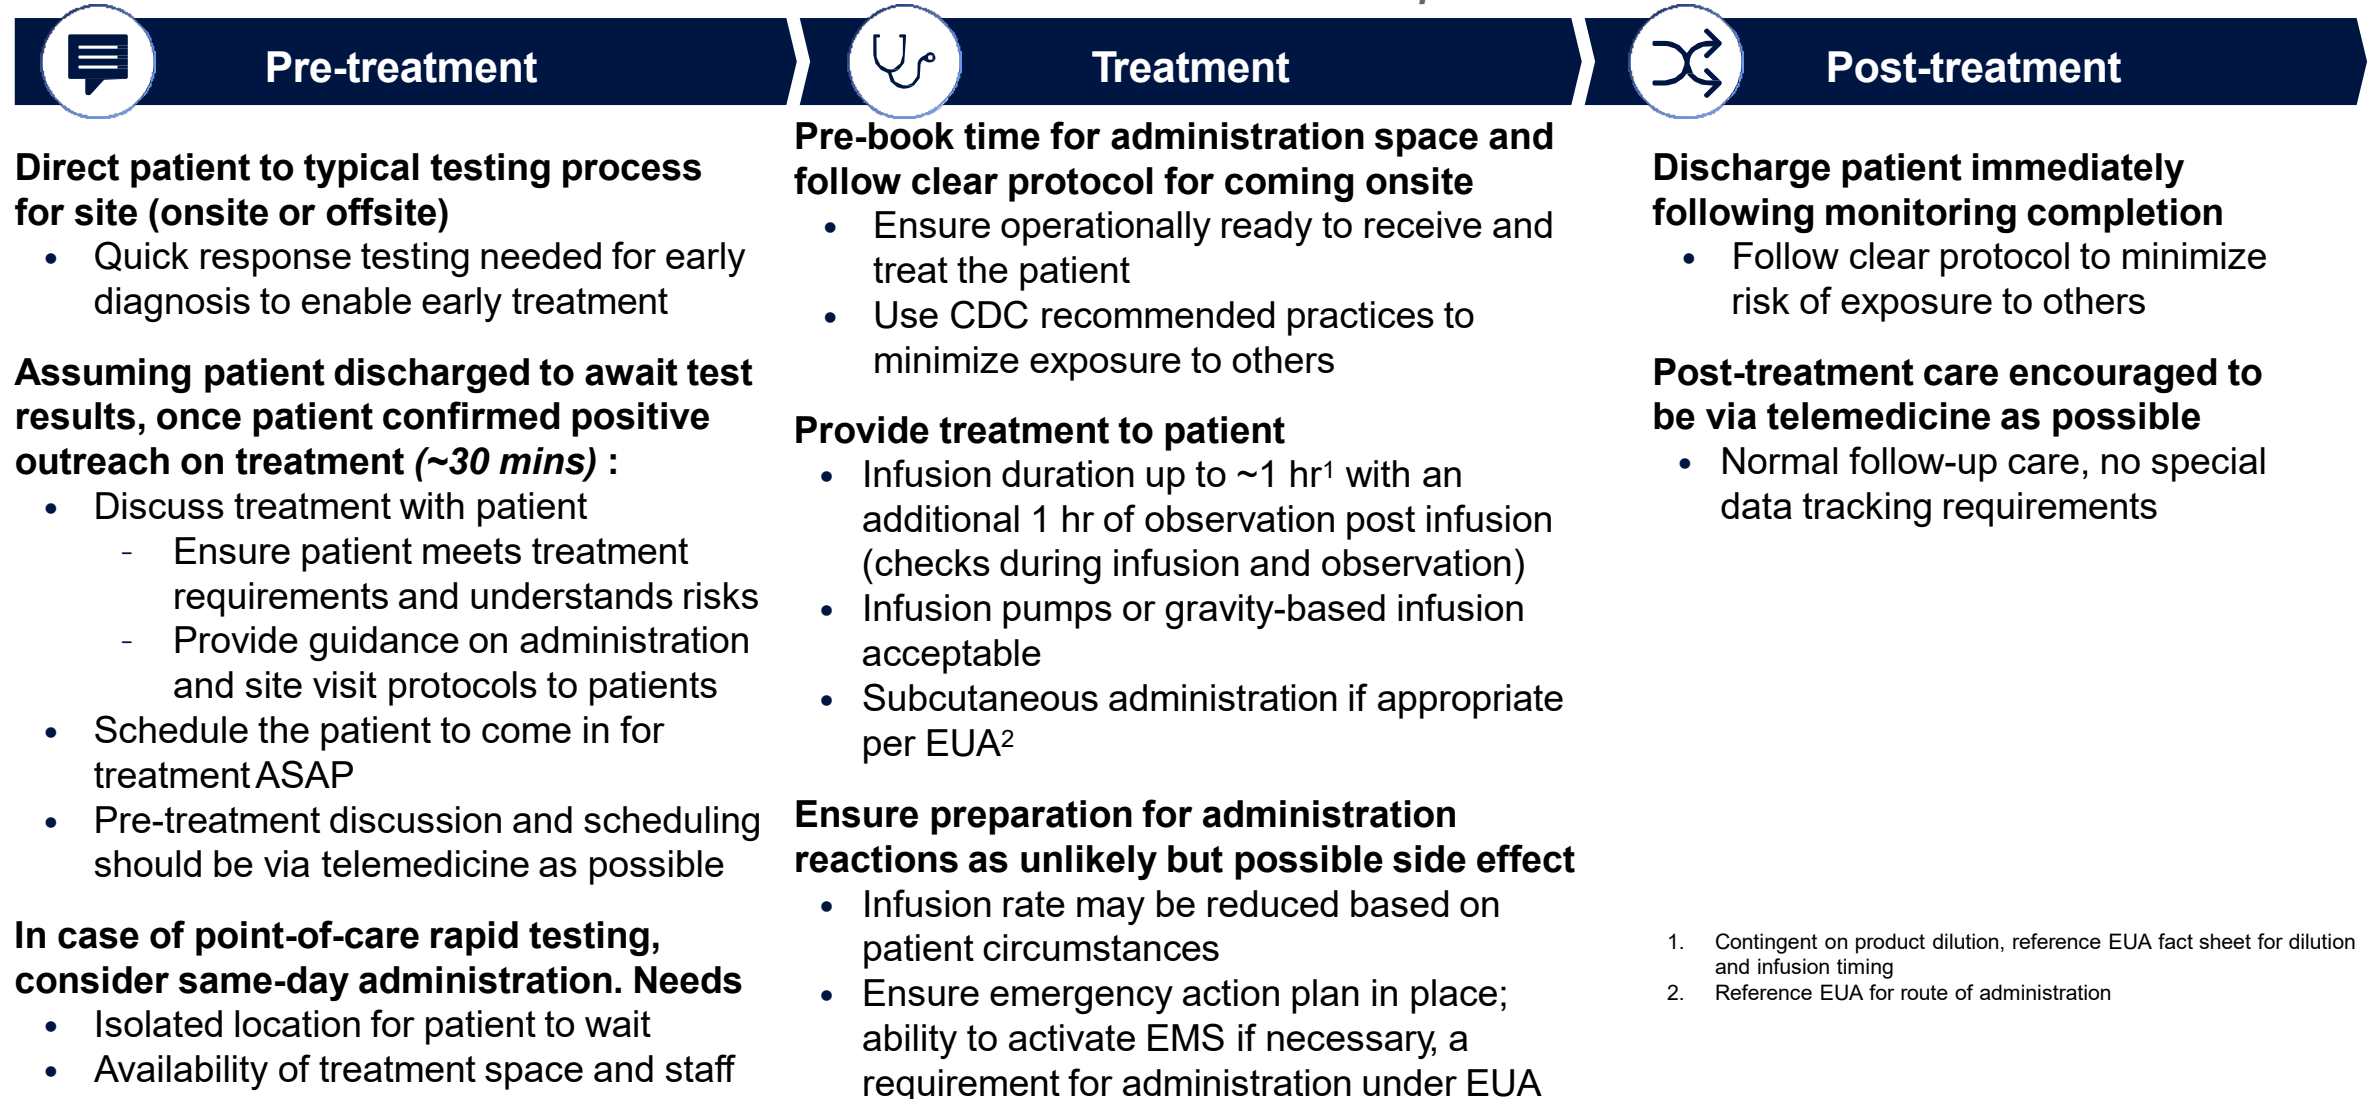 Pre-treatment
Direct patient to typical testing process
for site (onsite or offsite)
• Quick response testing needed for early
diagnosis to enable early treatment
Assuming patient discharged to await test
results, once patient confirmed positive
outreach on treatment (~30 mins) :
• Discuss treatment with patient
- Ensure patient meets treatment
requirements and understands risks
- Provide guidance on administration
and site visit protocols to patients
• Schedule the patient to come in for
treatment ASAP
• Pre-treatment discussion and scheduling
should be via telemedicine as possible
In case of point-of-care rapid testing,
consider same-day administration. Needs
• Isolated location for patient to wait
• Availability of treatment space and staff
Treatment
Pre-book time for administration space and
follow clear protocol for coming onsite
• Ensure operationally ready to receive and
treat the patient
• Use CDC recommended practices to
minimize exposure to others
Provide treatment to patient
• Infusion duration up to ~1 hr¹ with an
additional 1 hr of observation post infusion
(checks during infusion and observation)
• Infusion pumps or gravity-based infusion
acceptable
• Subcutaneous administration if appropriate
per EUA²
Ensure preparation for administration
reactions as unlikely but possible side effect
• Infusion rate may be reduced based on
patient circumstances
• Ensure emergency action plan in place;
ability to activate EMS if necessary, a
requirement for administration under EUA
Post-treatment
Discharge patient immediately
following monitoring completion
• Follow clear protocol to minimize
risk of exposure to others
Post-treatment care encouraged to
be via telemedicine as possible
• Normal follow-up care, no special
data tracking requirements
1. Contingent on product dilution, reference EUA fact sheet for dilution
and infusion timing
2. Reference EUA for route of administration